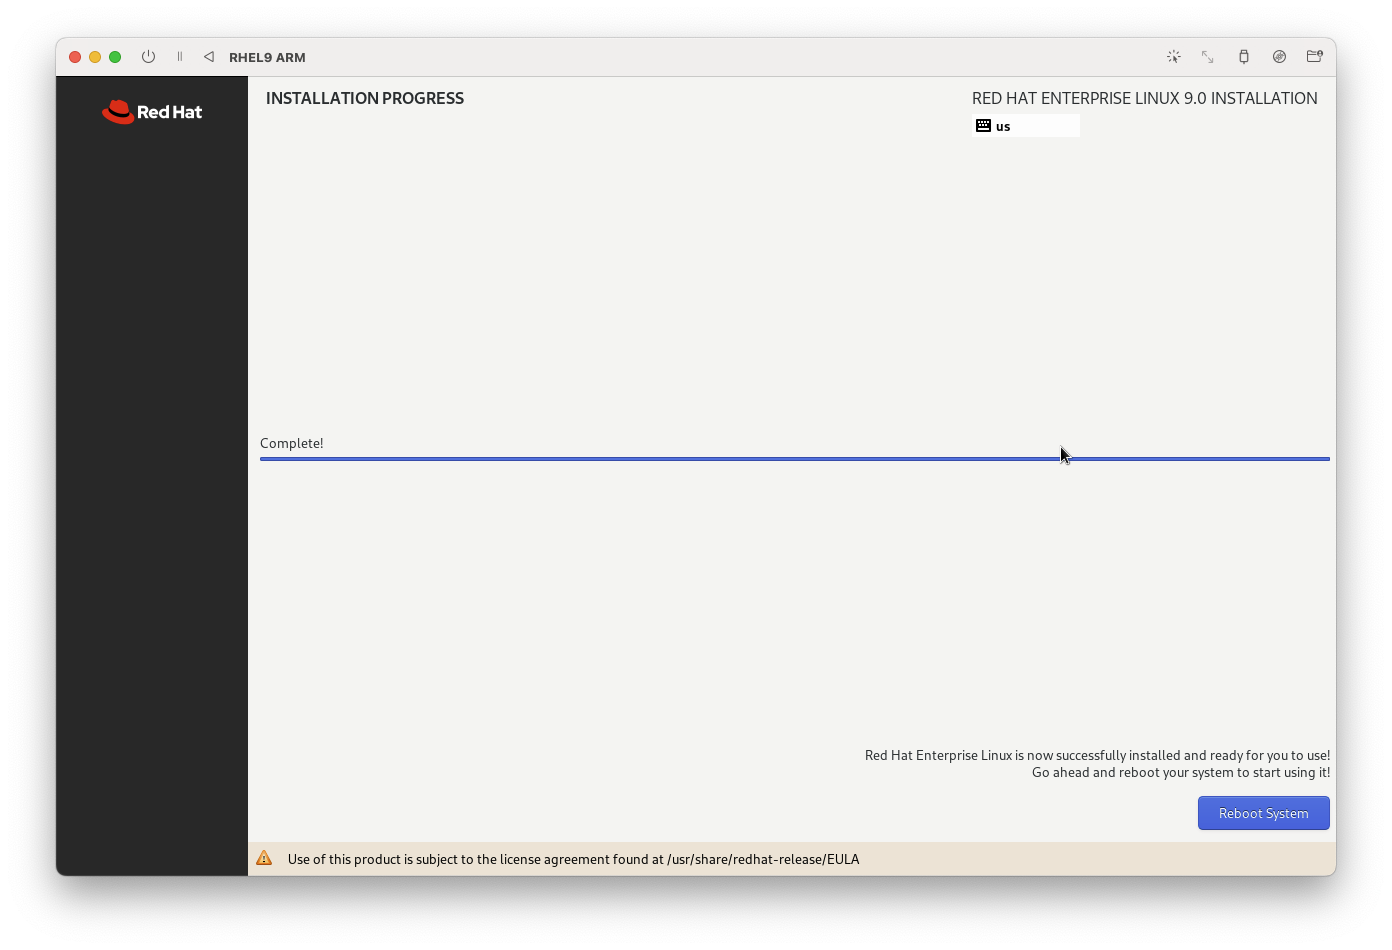 RHEL9 ARM
Red Hat
INSTALLATION PROGRESS
RED HAT ENTERPRISE LINUX 9.0 INSTALLATION
us
Complete!
Red Hat Enterprise Linux is now successfully installed and ready for you to use!
Go ahead and reboot your system to start using it!
Reboot System
Use of this product is subject to the license agreement found at /usr/share/redhat-release/EULA